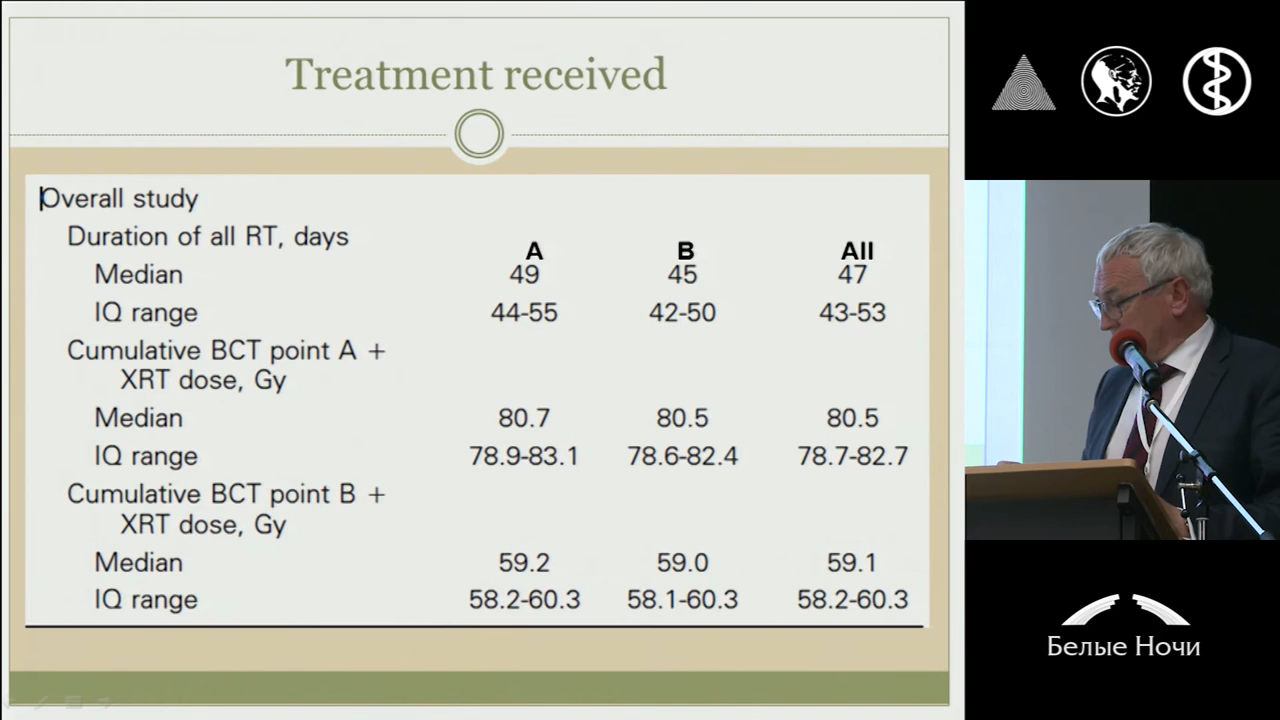 Treatment received
Overall study
Duration of all RT, days
A B All
Median 49 45 47
IQ range 44-55 42-50 43-53
Cumulative BCT point A +
XRT dose, Gy
Median 80.7 80.5 80.5
IQ range 78.9-83.1 78.6-82.4 78.7-82.7
Cumulative BCT point B +
XRT dose, Gy
Median 59.2 59.0 59.1
IQ range 58.2-60.3 58.1-60.3 58.2-60.3
Белые Ночи